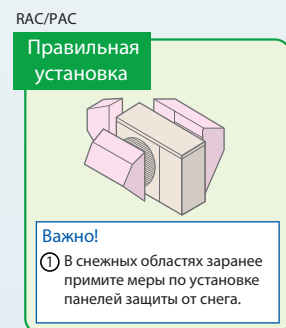 RAC/PAC
Правильная
установка
Важно!
① В снежных областях заранее
примите меры по установке
панелей защиты от снега.